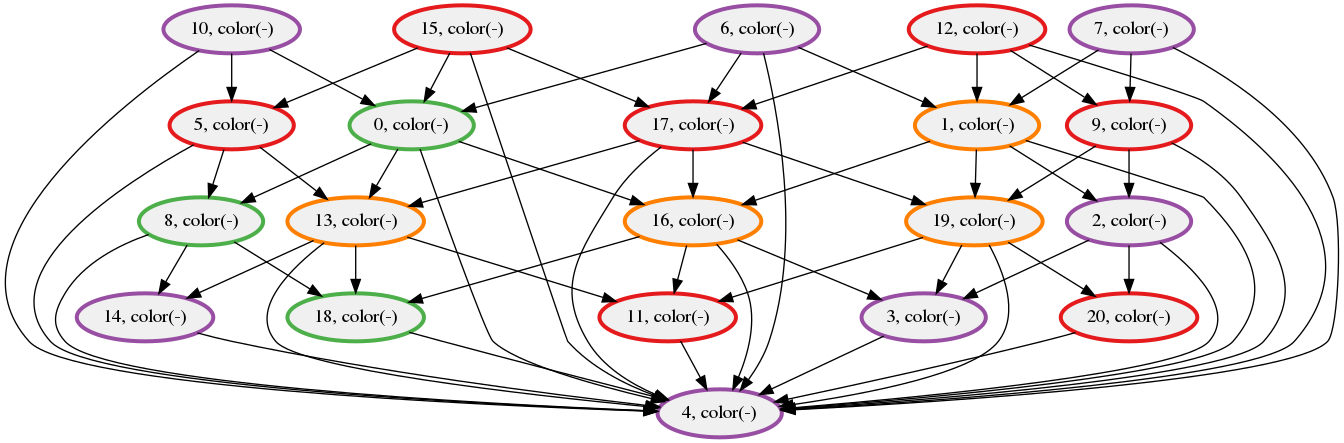 10, color(-)
15, color(-)
6, color(-)
12, color(-)
7, color(-)
5, color(-)
0, color(-)
17, color(-)
1, color(-)
9, color(-)
8, color(-)
13, color(-)
16, color(-)
19, color(-)
2, color(-)
14, color(-)
18, color(-)
11, color(-)
3, color(-)
20, color(-)
4, color(-)